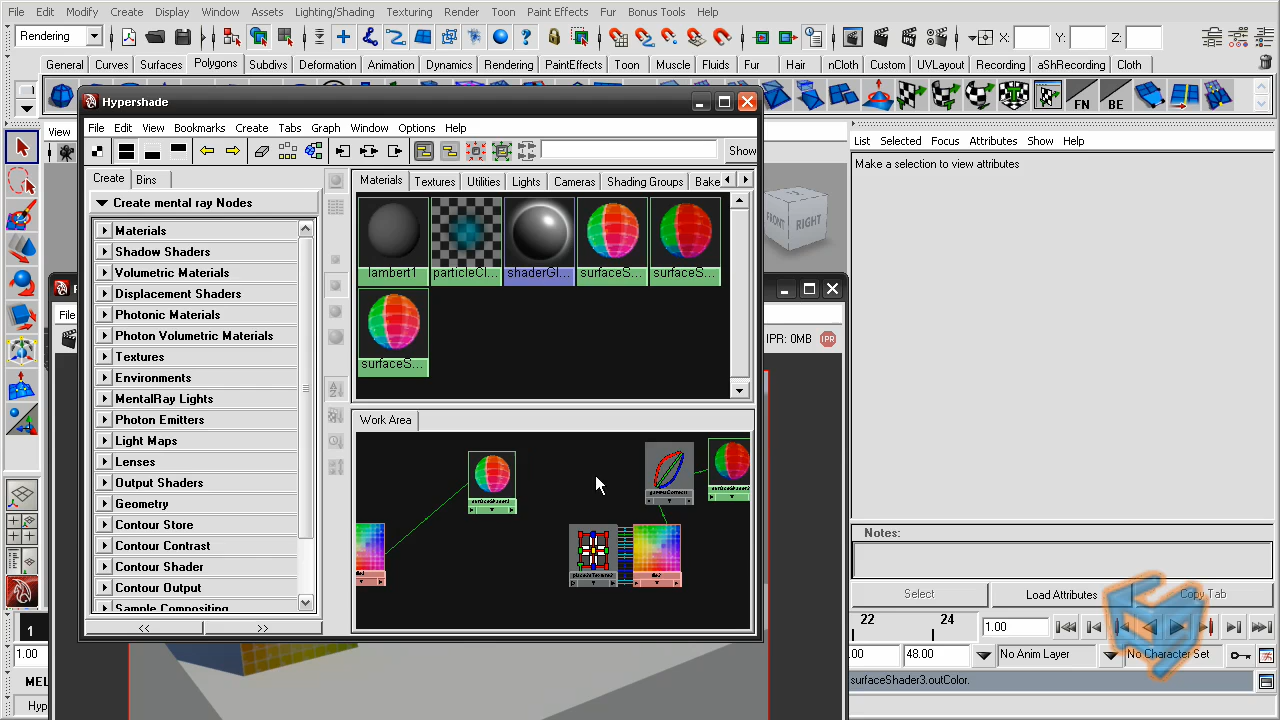 File Edit Modify Create Display Window Assets Lighting/Shading Texturing Render Toon Paint Effects Fur Bonus Tools Help
Rendering X: Y: Z:
General Curves Surfaces Polygons Subdivs Deformation Animation Dynamics Rendering PaintEffects Toon Muscle Fluids Fur Hair nCloth Custom UVLayout Recording aShRecording Cloth
FN BE
View
Hypershade
File Edit View Bookmarks Create Tabs Graph Window Options Help
Show
Create Bins
Create mental ray Nodes
Materials
Shadow Shaders
Volumetric Materials
Displacement Shaders
Photonic Materials
Photon Volumetric Materials
Textures
Environments
MentalRay Lights
Photon Emitters
Light Maps
Lenses
Output Shaders
Geometry
Contour Store
Contour Contrast
Contour Shader
Contour Output
Sample Compositing
<< >>
Materials Textures Utilities Lights Cameras Shading Groups Bake
lambert1 particleCl... shaderGl... surfaceS... surfaceS...
surfaceS...
Work Area
FRONT RIGHT
IPR: 0MB IPR
List Selected Focus Attributes Show Help
Make a selection to view attributes
Notes:
Select Load Attributes Copy Tab
1 22 24 1.00
1.00 .00 48.00 No Anim Layer No Character Set
MEL surfaceShader3.outColor.
Hyp